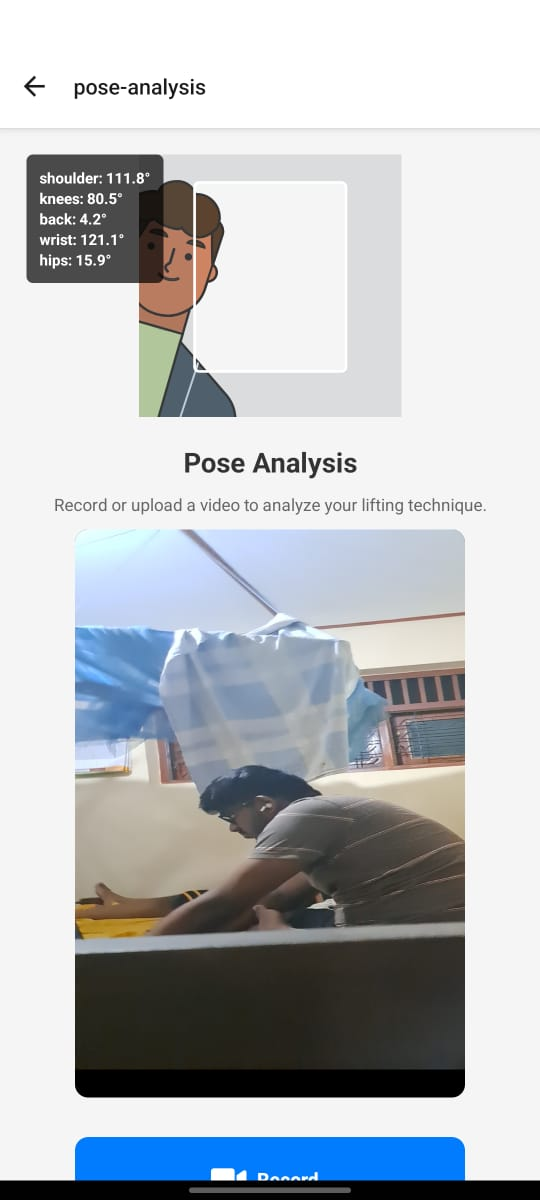 pose-analysis
shoulder: 111.8°
knees: 80.5°
back: 4.2°
wrist: 121.1°
hips: 15.9°
Pose Analysis
Record or upload a video to analyze your lifting technique.
Record